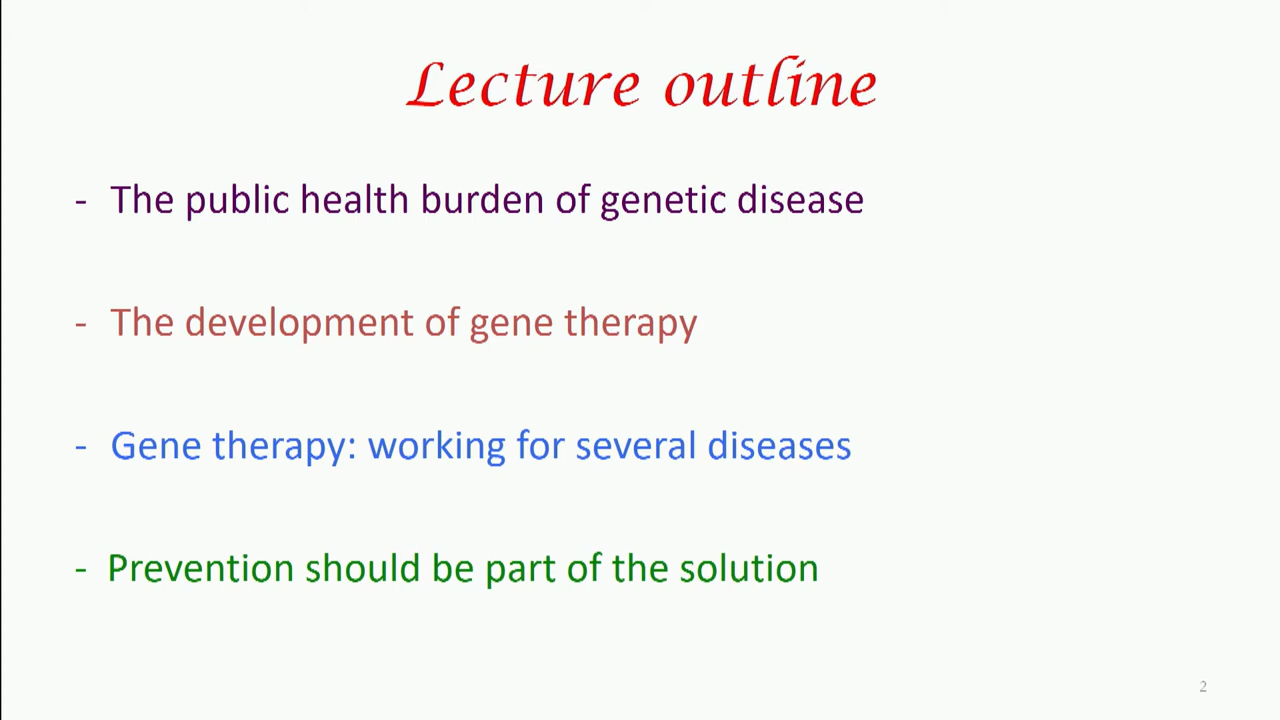 Lecture outline
- The public health burden of genetic disease
- The development of gene therapy
- Gene therapy: working for several diseases
- Prevention should be part of the solution
2